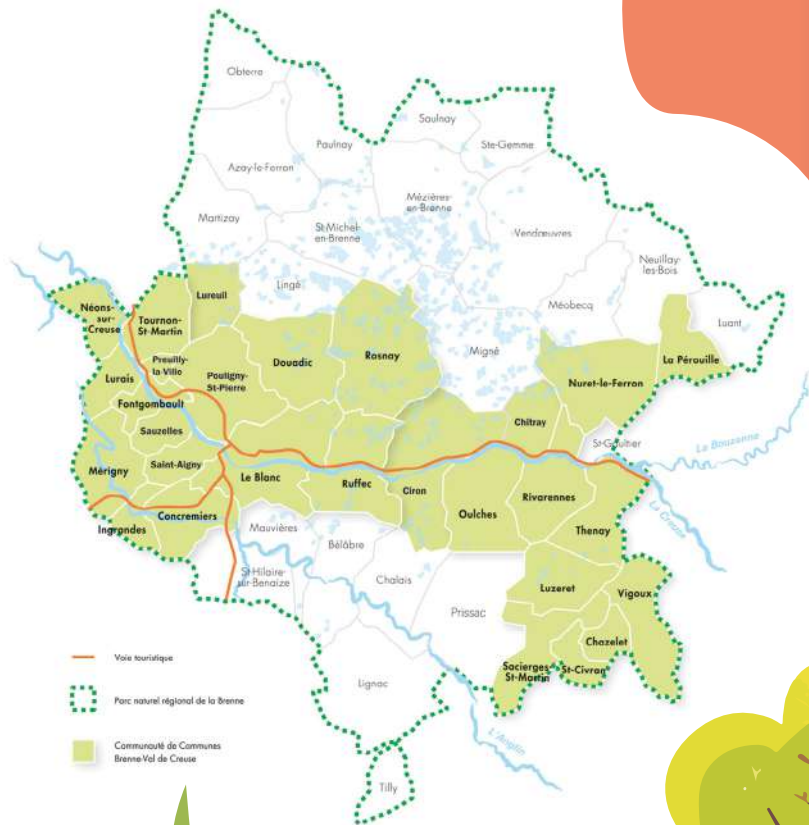 Obterre
Saulnay
Paulnay
Ste-Gemme
Azay-le-Ferron
Mézières-
en-Brenne
Martizay
St-Michel-
en-Brenne
Vendœuvres
Neuillay-
les-Bois
Lingé
Lureuil
Méobecq
Luant
Néons-
sur-
Creuse
Tournon-
St-Martin
Migné
La Pérouille
Preuilly-
la-Ville
Pouligny-
St-Pierre
Douadic
Rosnay
Nuret-le-Ferron
Lurais
Fontgombault
Chitray
Sauzelles
St-Gaultier
La Bouzanne
Mérigny
Saint-Aigny
Le Blanc
Ruffec
Ciron
Oulches
Rivarennes
La Creuse
Ingrandes
Concremiers
Mauvières
Bélâbre
Thenay
St-Hilaire-
sur-Benaize
Chalais
Prissac
Luzeret
Vigoux
Chazelet
Sacierges-
St-Martin
St-Civran
Lignac
L'Anglin
Tilly
Voie touristique
Parc naturel régional de la Brenne
Communauté de Communes
Brenne-Val de Creuse